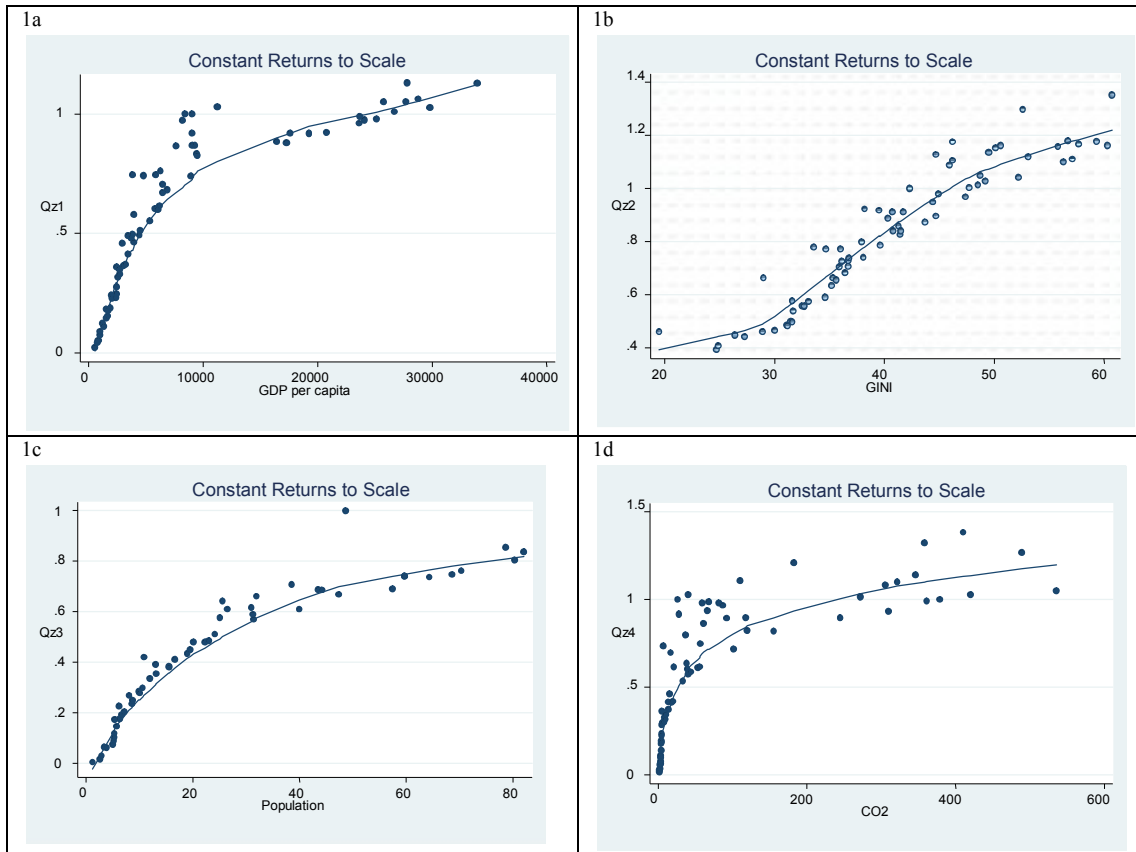 1a
Constant Returns to Scale
1
Qz1
.5
0
0 10000 20000 30000 40000
GDP per capita
1b
Constant Returns to Scale
1.4
1.2
Qz2
1
.8
.6
.4
20 30 40 50 60
GINI
1c
Constant Returns to Scale
1
.8
.6
Qz3
.4
.2
0
0 20 40 60 80
Population
1d
Constant Returns to Scale
1.5
1
Qz4
.5
0
0 200 400 600
CO2